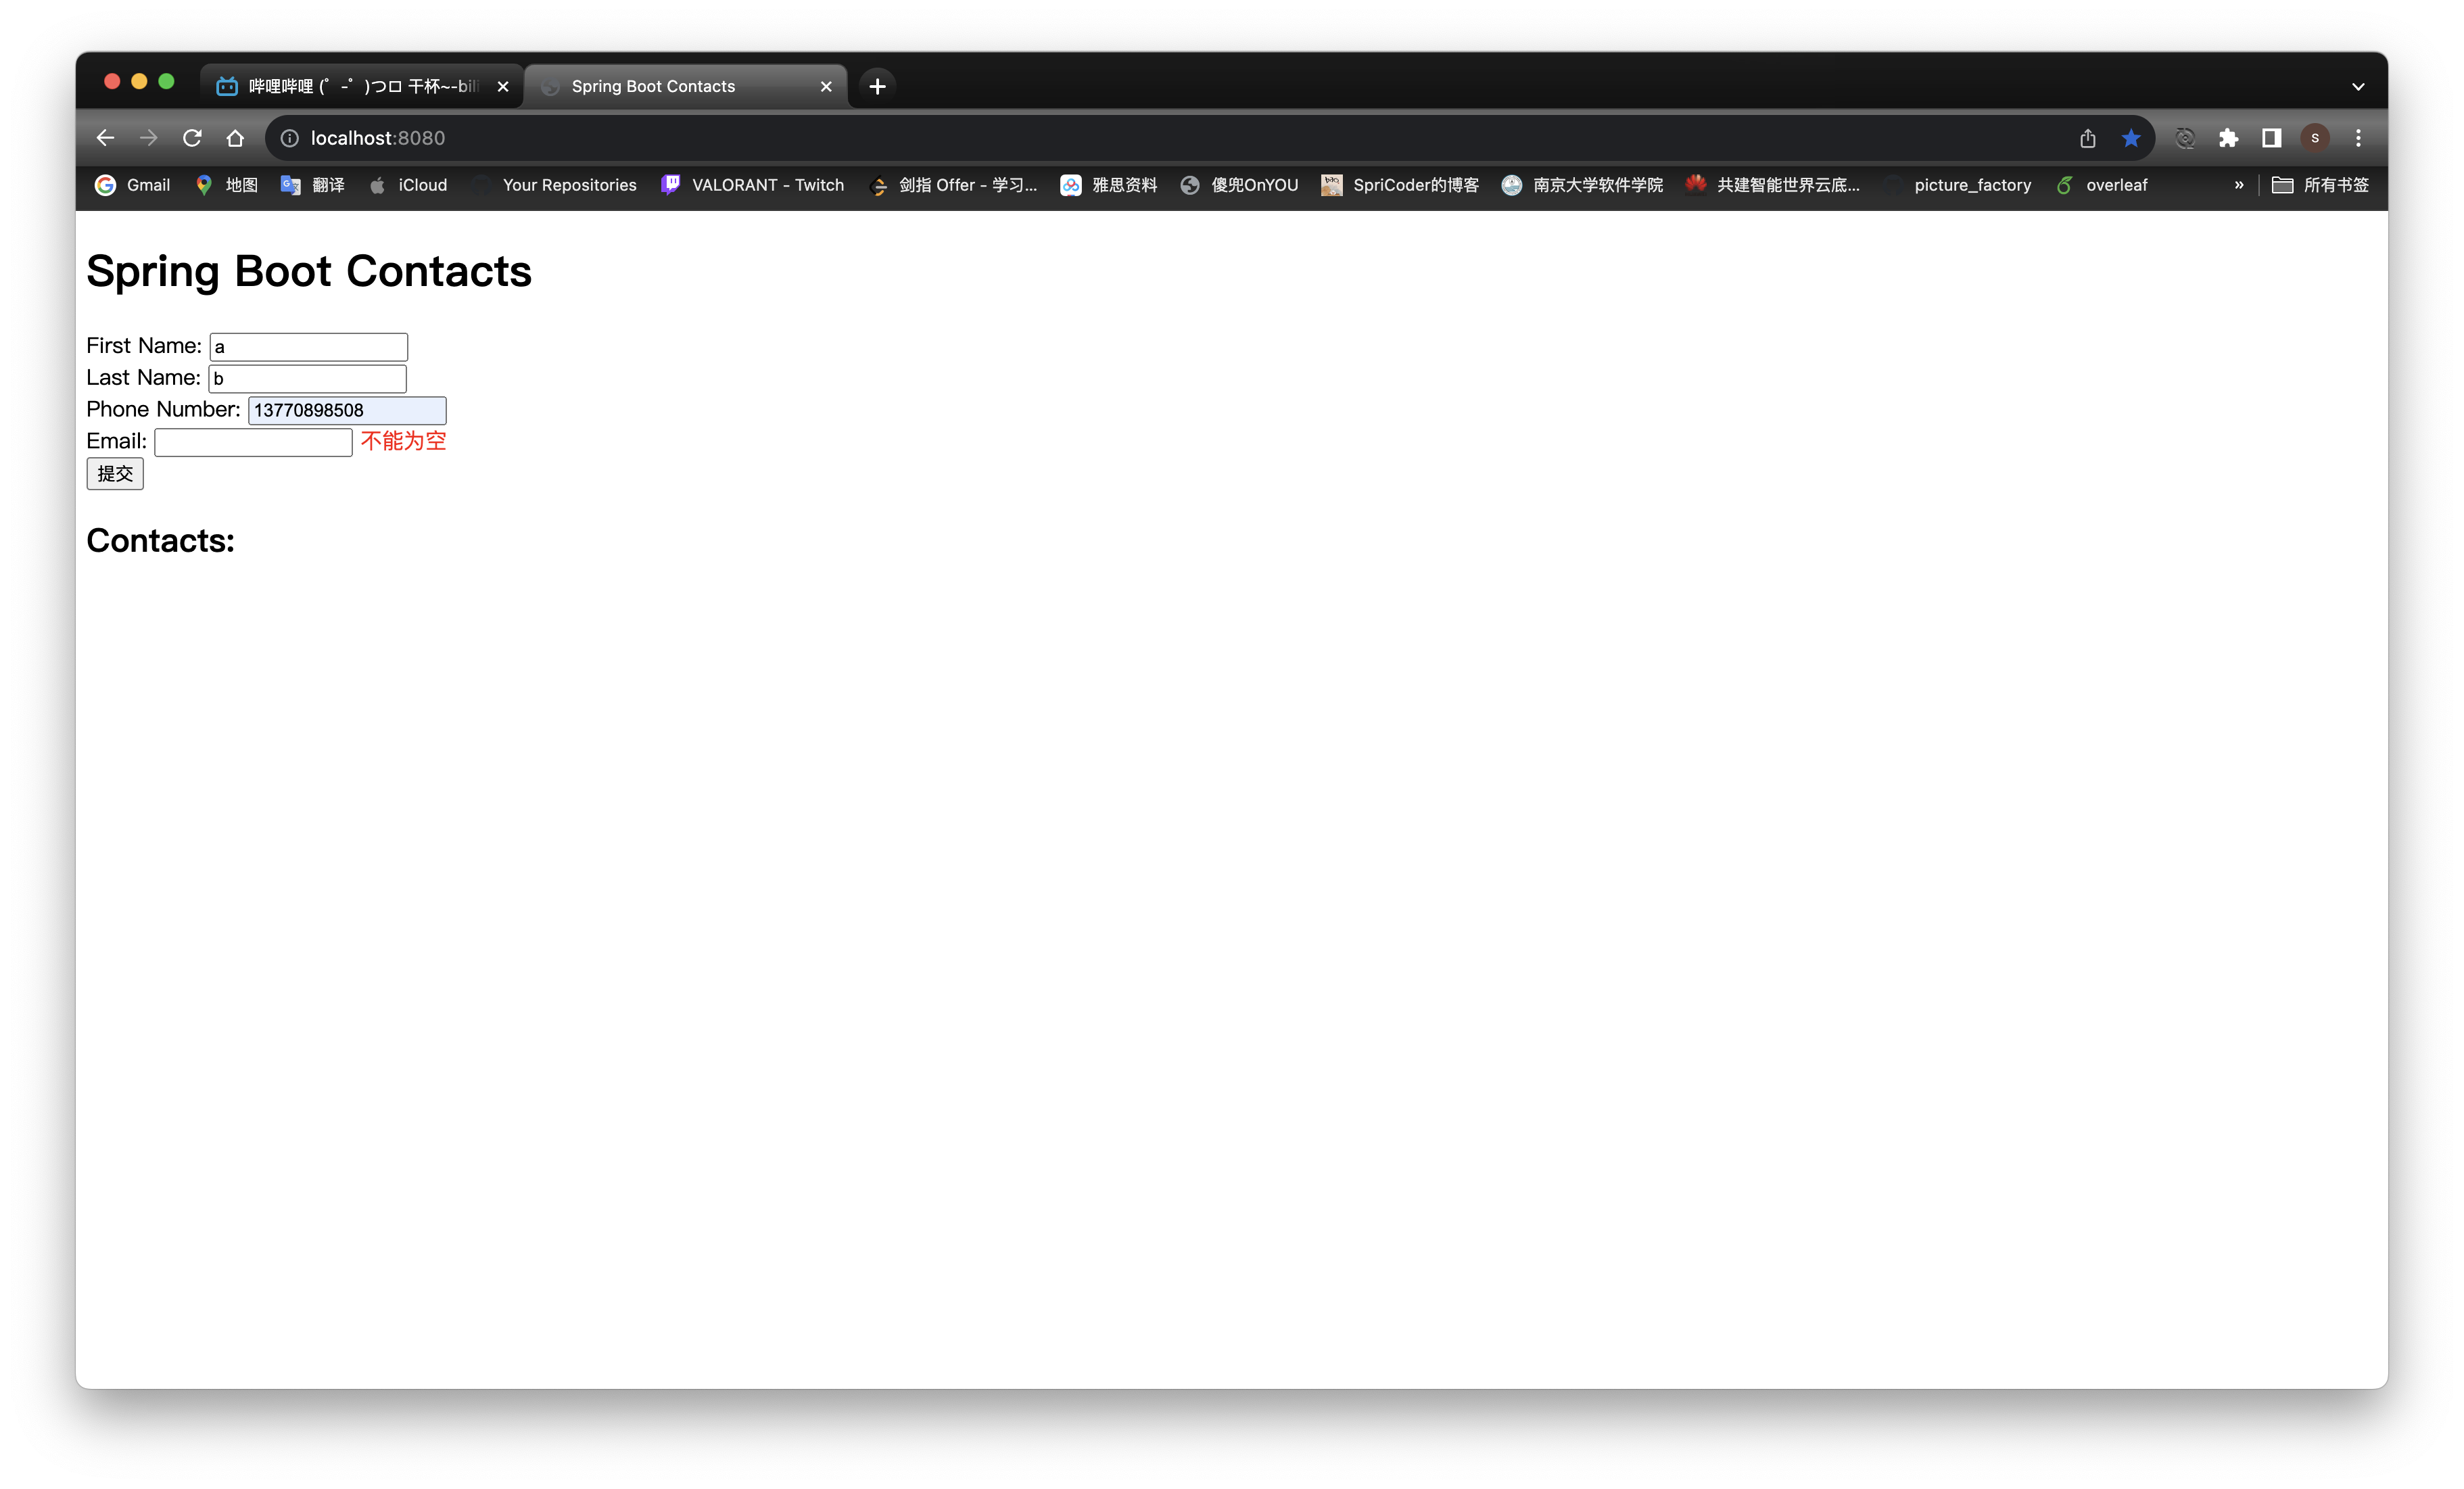 哔哩哔哩 (゜-゜)つロ 干杯~-bili
Spring Boot Contacts
localhost:8080
S
Gmail 地图 翻译 iCloud Your Repositories VALORANT - Twitch 剑指 Offer - 学习... 雅思资料 傻兜OnYOU SpriCoder的博客 南京大学软件学院 共建智能世界云底... picture_factory overleaf » 所有书签
Spring Boot Contacts
First Name: a
Last Name: b
Phone Number: 13770898508
Email: 不能为空
提交
Contacts: